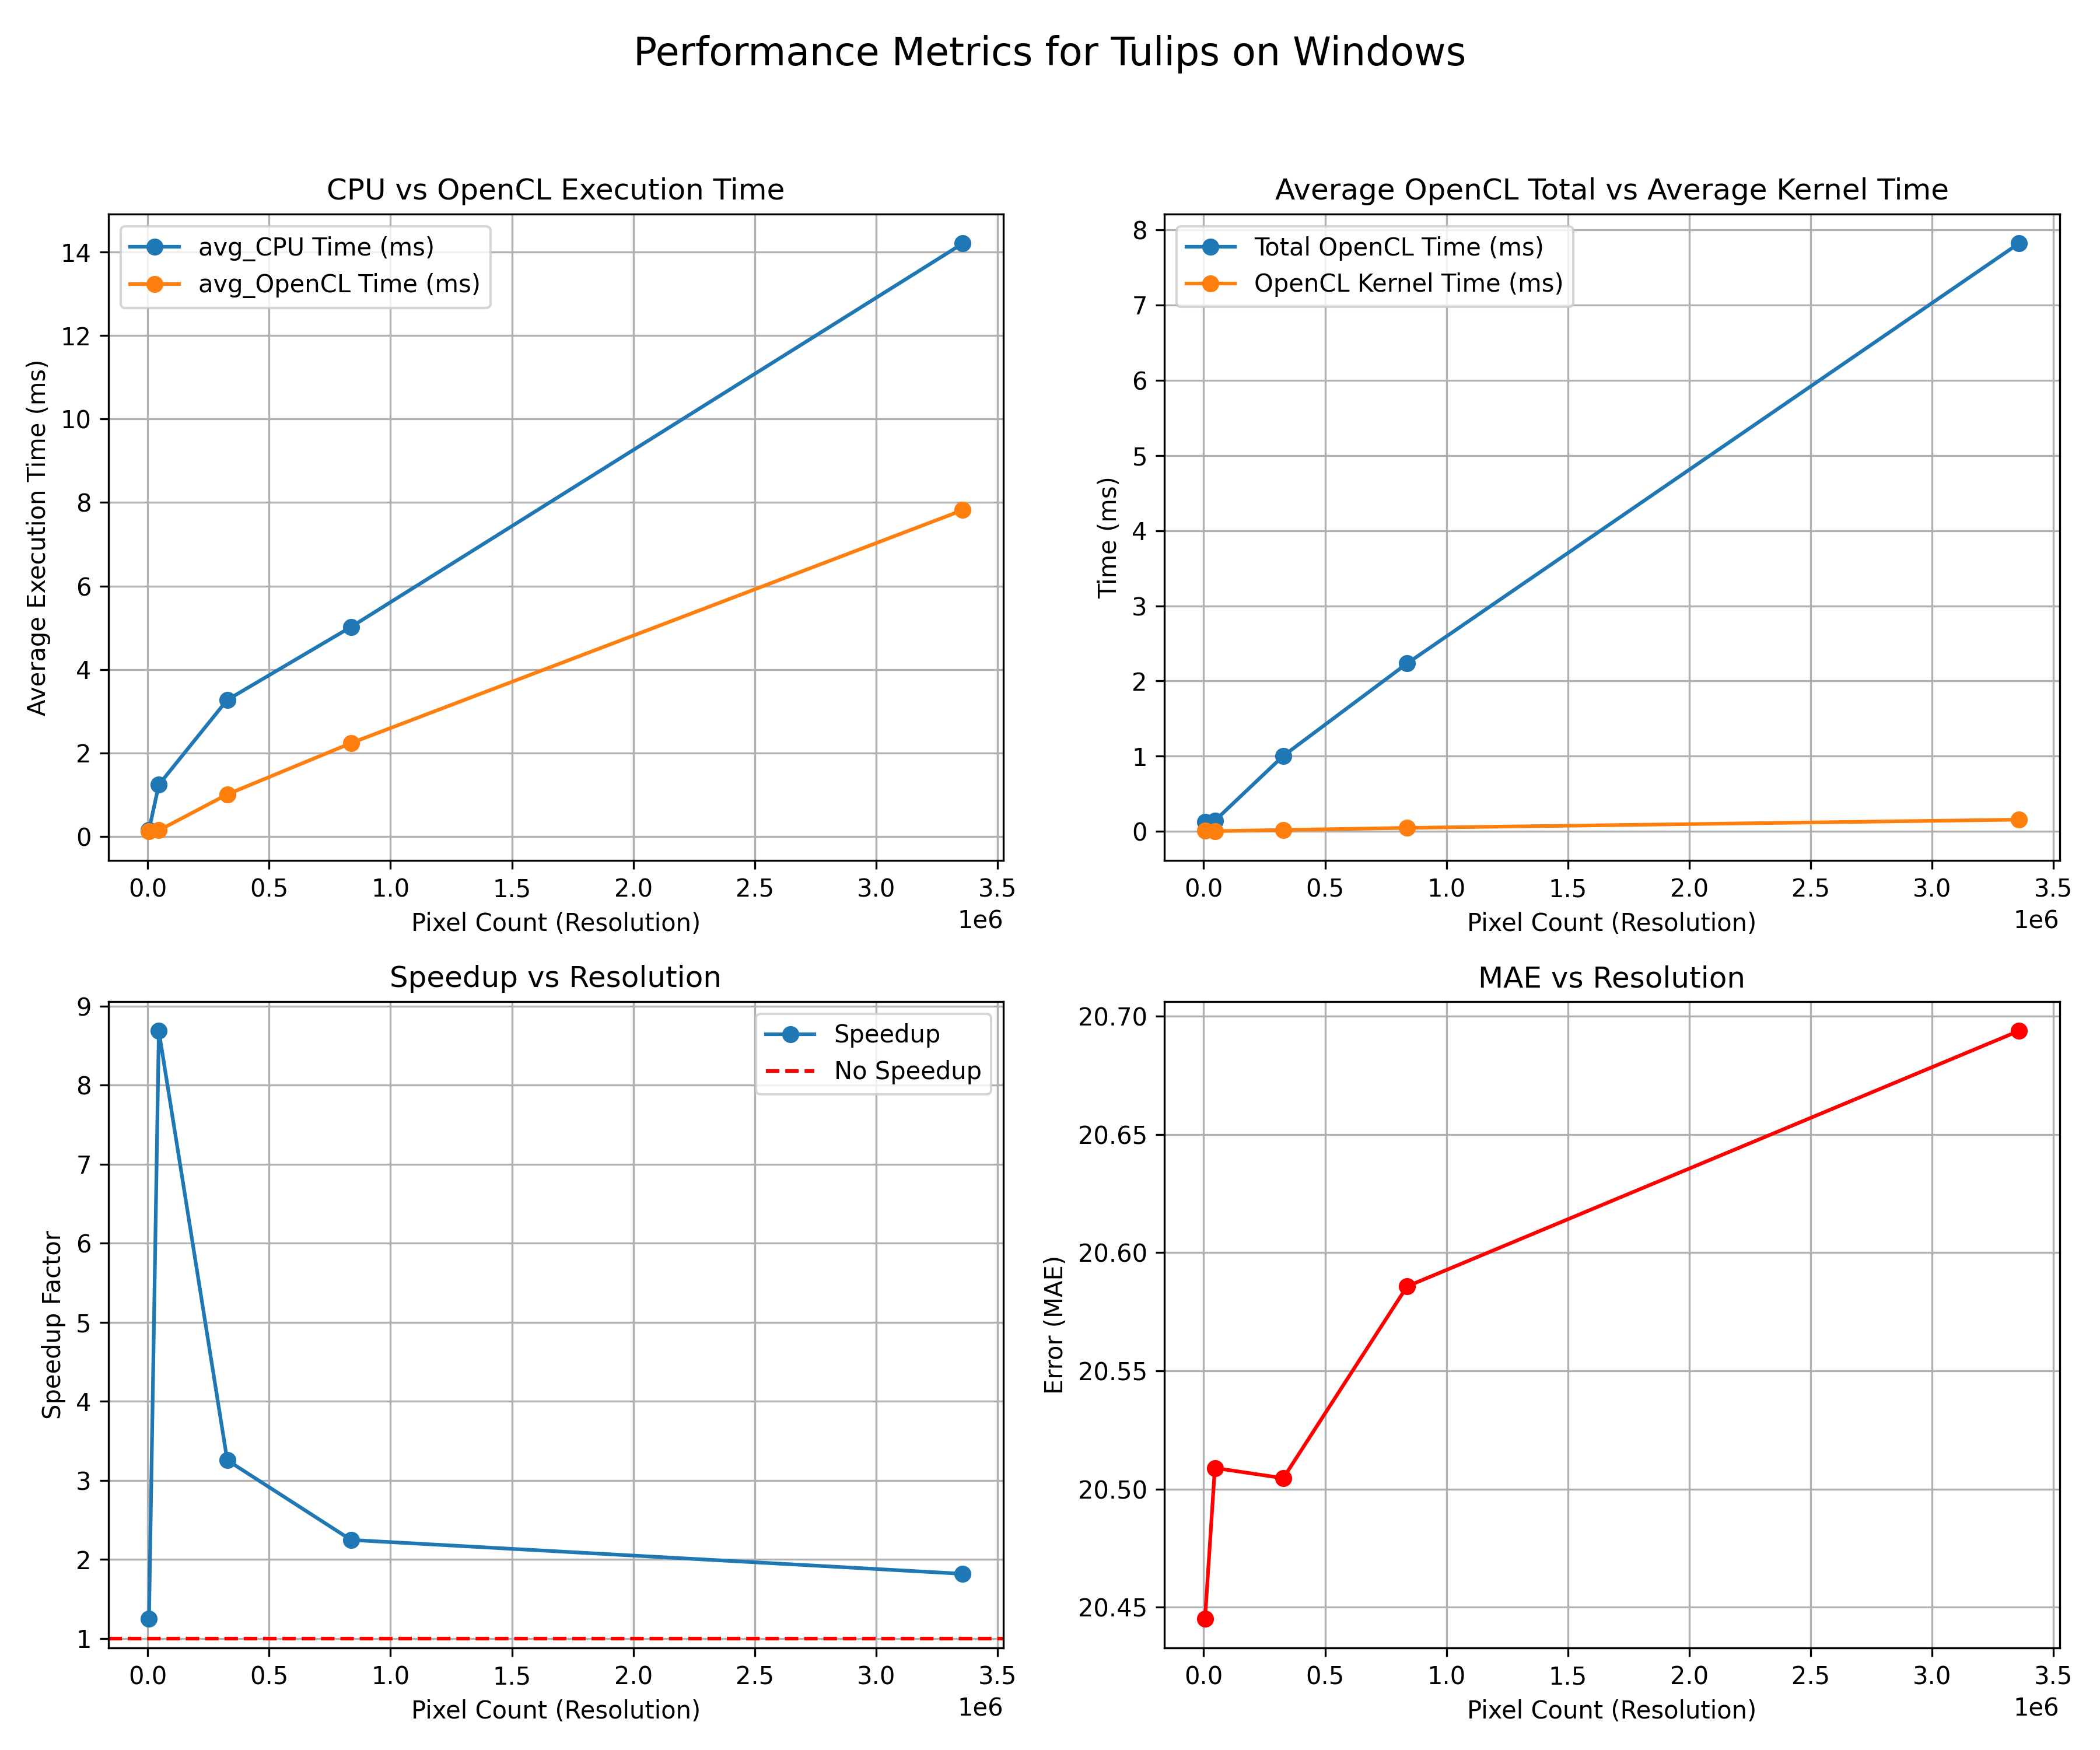 Performance Metrics for Tulips on Windows
CPU vs OpenCL Execution Time
avg_CPU Time (ms)
avg_OpenCL Time (ms)
Average Execution Time (ms)
14
12
10
8
6
4
2
0
0.0 0.5 1.0 1.5 2.0 2.5 3.0 3.5
1e6
Pixel Count (Resolution)
Average OpenCL Total vs Average Kernel Time
Total OpenCL Time (ms)
OpenCL Kernel Time (ms)
Time (ms)
8
7
6
5
4
3
2
1
0
0.0 0.5 1.0 1.5 2.0 2.5 3.0 3.5
1e6
Pixel Count (Resolution)
Speedup vs Resolution
Speedup
No Speedup
Speedup Factor
9
8
7
6
5
4
3
2
1
0.0 0.5 1.0 1.5 2.0 2.5 3.0 3.5
1e6
Pixel Count (Resolution)
MAE vs Resolution
Error (MAE)
20.70
20.65
20.60
20.55
20.50
20.45
0.0 0.5 1.0 1.5 2.0 2.5 3.0 3.5
1e6
Pixel Count (Resolution)